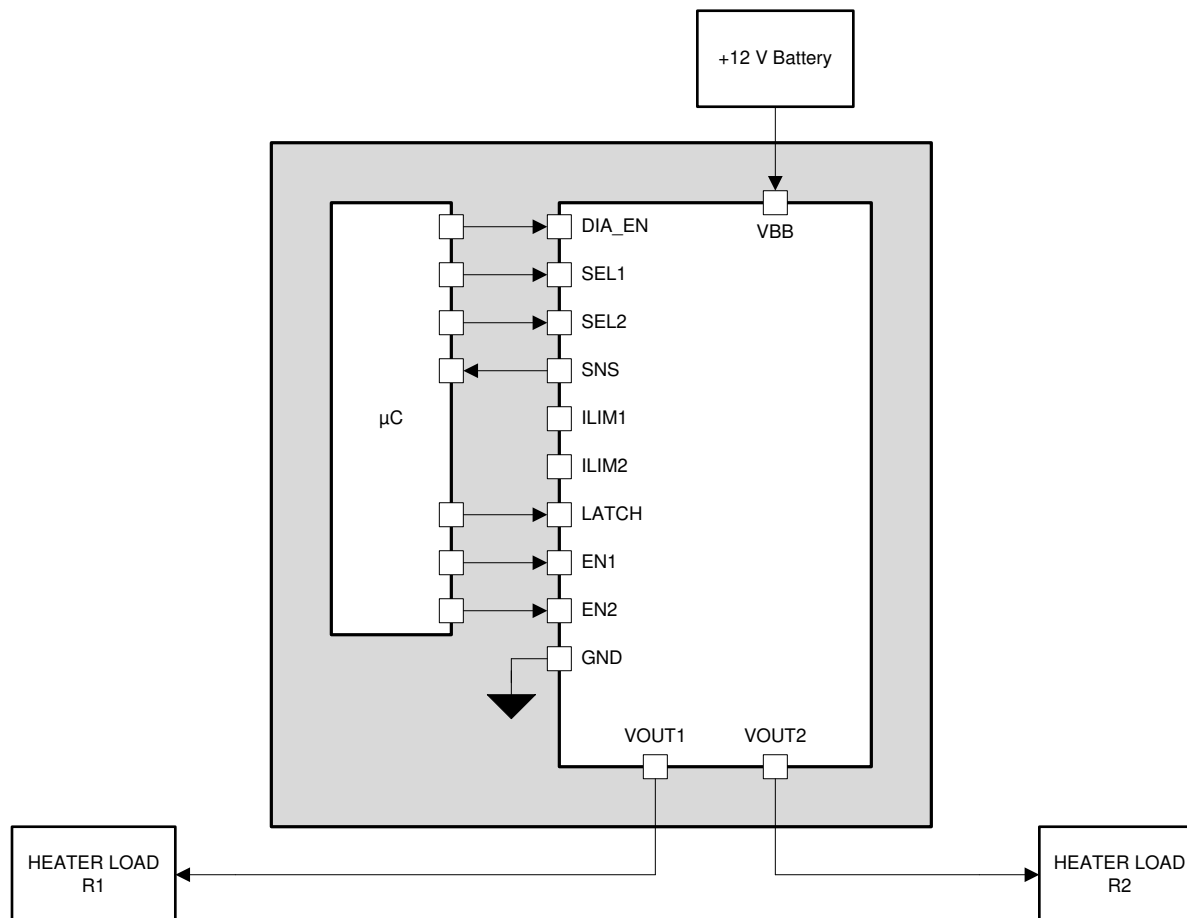 +12 V Battery
VBB
DIA_EN
SEL1
SEL2
SNS
ILIM1
µC
ILIM2
LATCH
EN1
EN2
GND
VOUT1
VOUT2
HEATER LOAD
R1
HEATER LOAD
R2